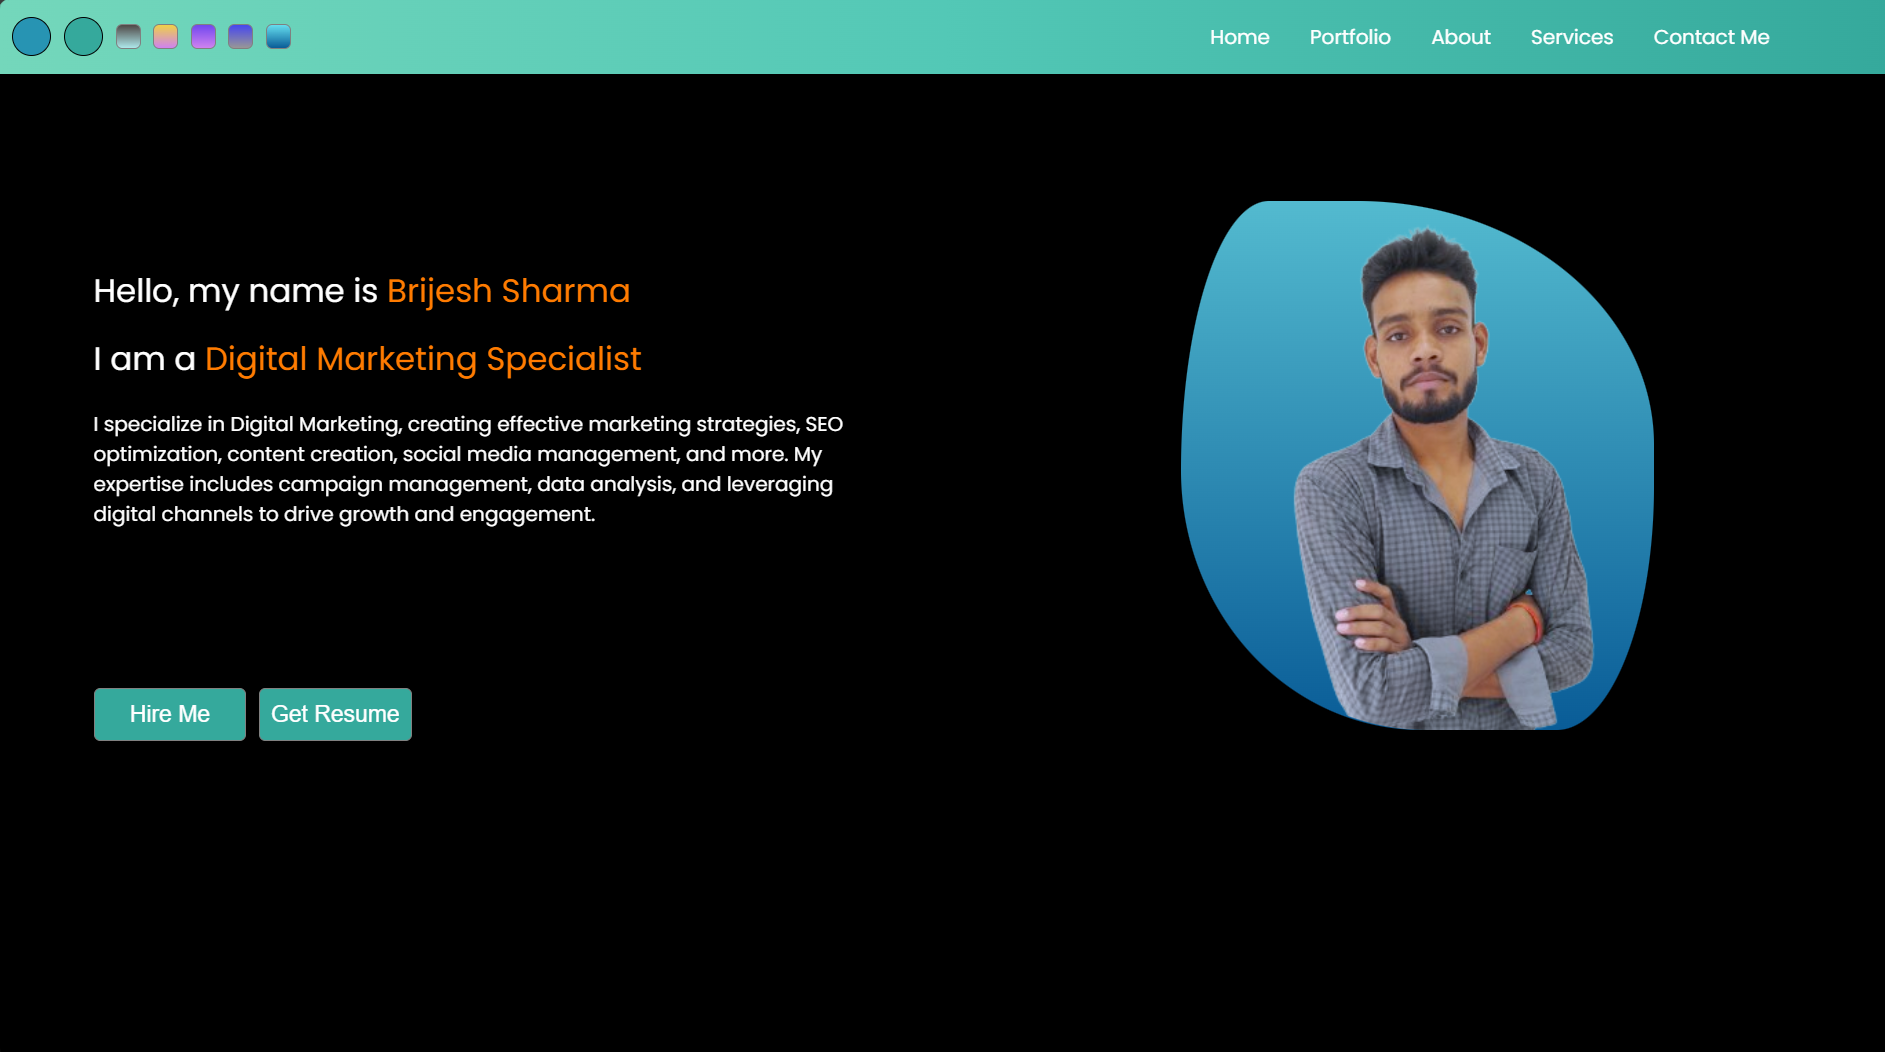 Home Portfolio About Services Contact Me
Hello, my name is Brijesh Sharma
I am a Digital Marketing Specialist
I specialize in Digital Marketing, creating effective marketing strategies, SEO
optimization, content creation, social media management, and more. My
expertise includes campaign management, data analysis, and leveraging
digital channels to drive growth and engagement.
Hire Me Get Resume